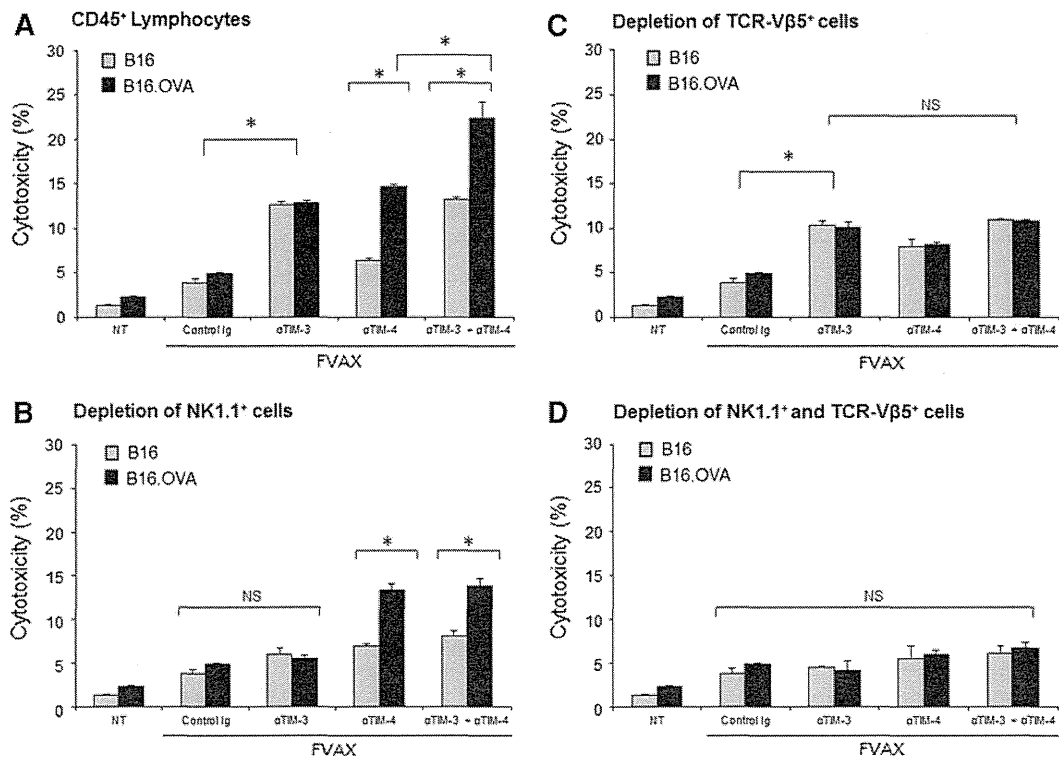 A CD45+ Lymphocytes
Cytotoxicity (%)
30
25
20
15
10
5
0
B16
B16.OVA
*
*
*
*
NT
Control Ig
αTIM-3
αTIM-4
αTIM-3 + αTIM-4
FVAX
B Depletion of NK1.1+ cells
Cytotoxicity (%)
30
25
20
15
10
5
0
B16
B16.OVA
NS
*
*
NT
Control Ig
αTIM-3
αTIM-4
αTIM-3 + αTIM-4
FVAX
C Depletion of TCR-Vβ5+ cells
Cytotoxicity (%)
30
25
20
15
10
5
0
B16
B16.OVA
*
NS
NT
Control Ig
αTIM-3
αTIM-4
αTIM-3 + αTIM-4
FVAX
D Depletion of NK1.1+ and TCR-Vβ5+ cells
Cytotoxicity (%)
30
25
20
15
10
5
0
B16
B16.OVA
NS
NT
Control Ig
αTIM-3
αTIM-4
αTIM-3 + αTIM-4
FVAX